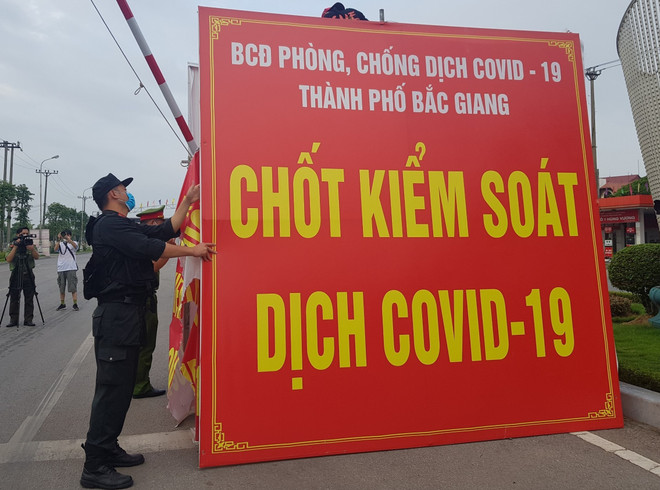 BCĐ PHÒNG, CHỐNG DỊCH COVID - 19
THÀNH PHỐ BẮC GIANG
CHỐT KIỂM SOÁT
DỊCH COVID-19